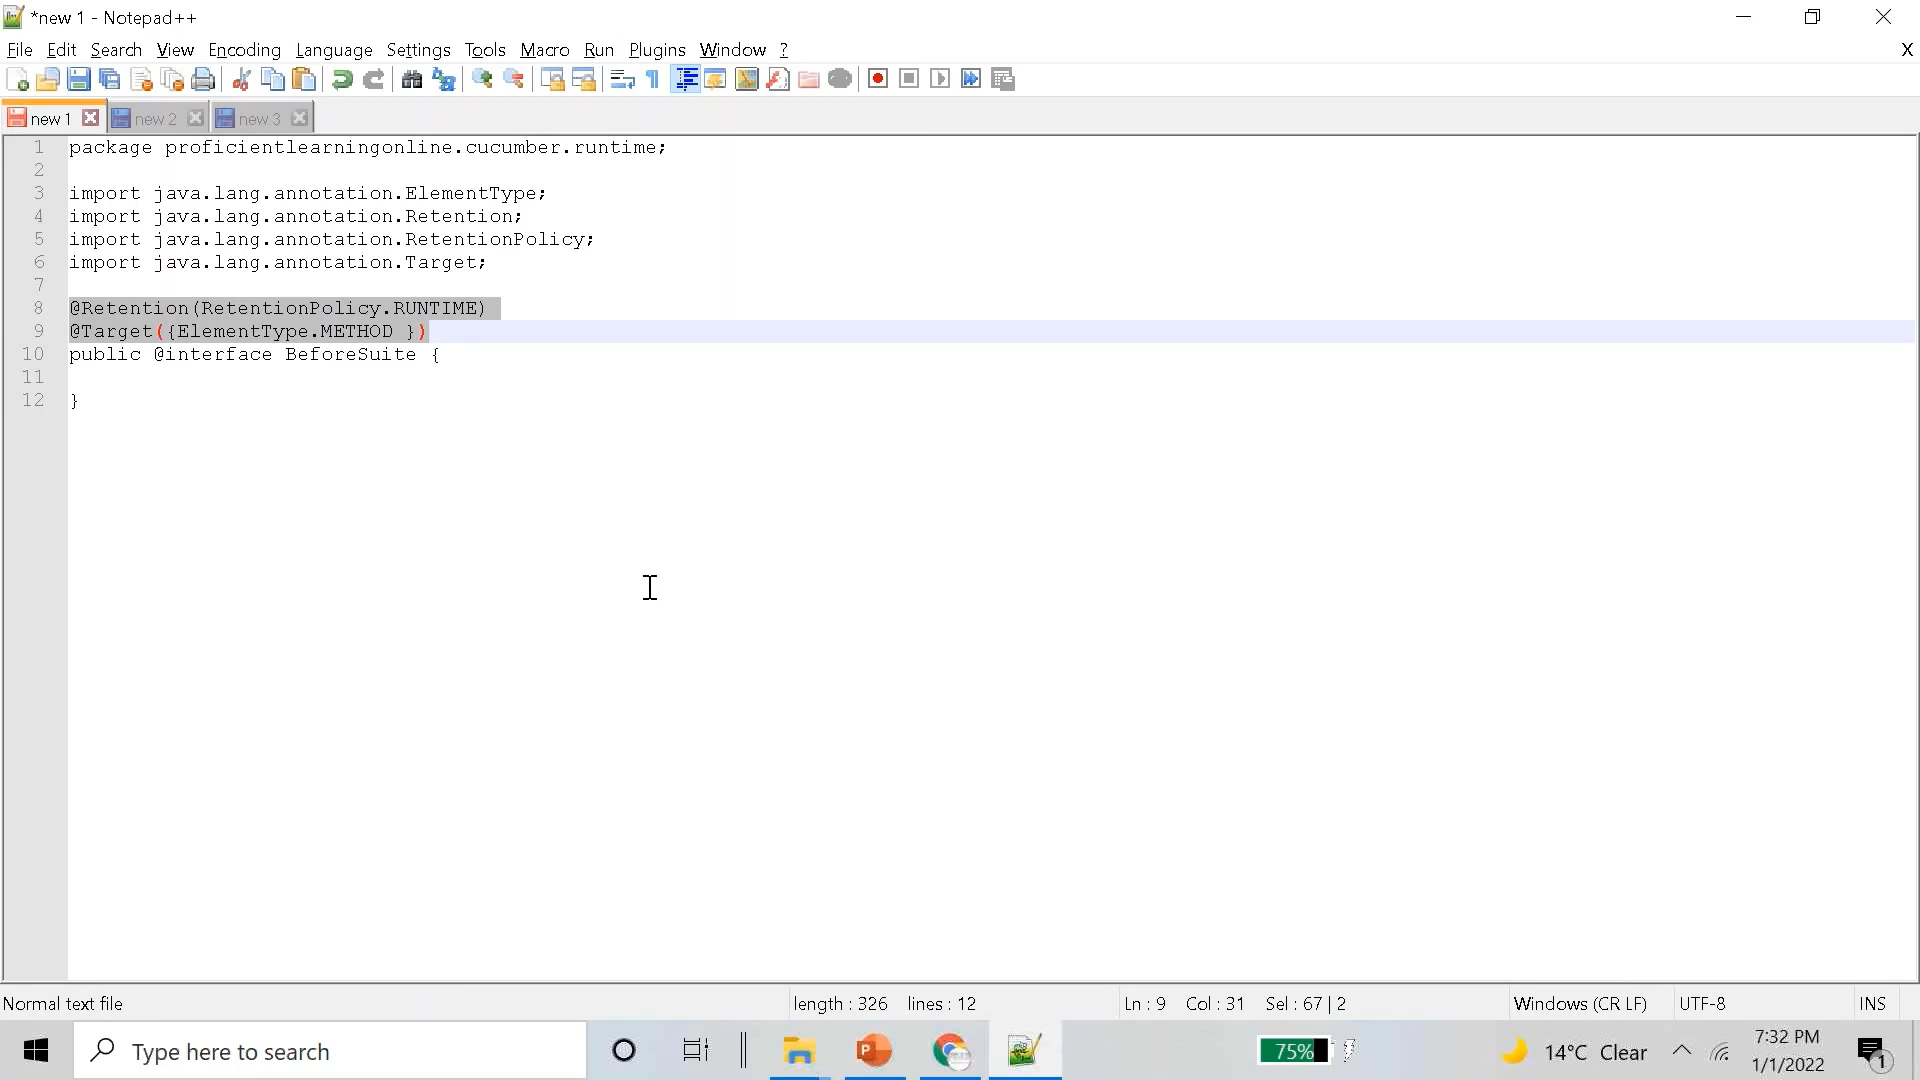 *new 1 - Notepad++
File Edit Search View Encoding Language Settings Tools Macro Run Plugins Window ? X
new 1 new 2 new 3
1 package proficientlearningonline.cucumber.runtime;
2
3 import java.lang.annotation.ElementType;
4 import java.lang.annotation.Retention;
5 import java.lang.annotation.RetentionPolicy;
6 import java.lang.annotation.Target;
7
8 @Retention(RetentionPolicy.RUNTIME)
9 @Target({ElementType.METHOD })
10 public @interface BeforeSuite {
11
12 }
Normal text file length : 326 lines : 12 Ln : 9 Col : 31 Sel : 67 | 2 Windows (CR LF) UTF-8 INS
Type here to search 75% 14°C Clear 7:32 PM
1/1/2022 1